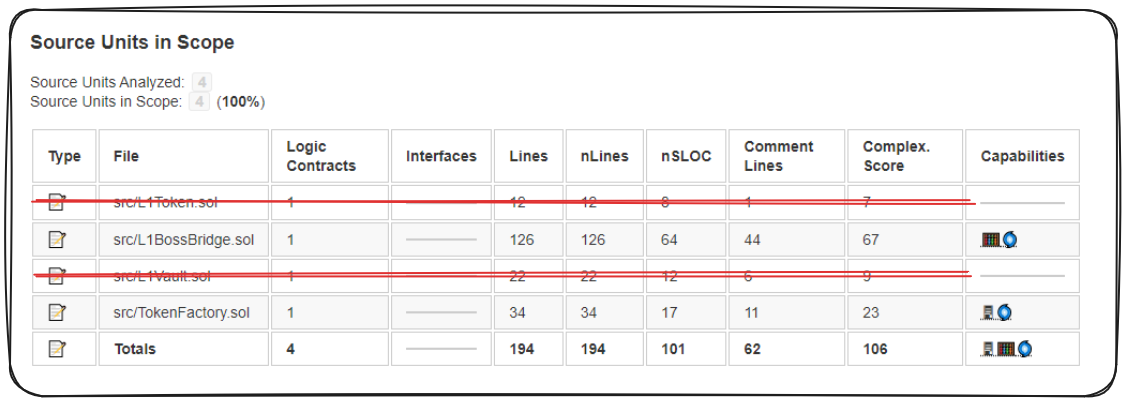 Source Units in Scope
Source Units Analyzed: 4
Source Units in Scope: 4 (100%)
Type File Logic Contracts Interfaces Lines nLines nSLOC Comment Lines Complex. Score Capabilities
src/L1Token.sol 1 12 12 8 1 7
src/L1BossBridge.sol 1 126 126 64 44 67
src/L1Vault.sol 1 22 22 12 6 9
src/TokenFactory.sol 1 34 34 17 11 23
Totals 4 194 194 101 62 106